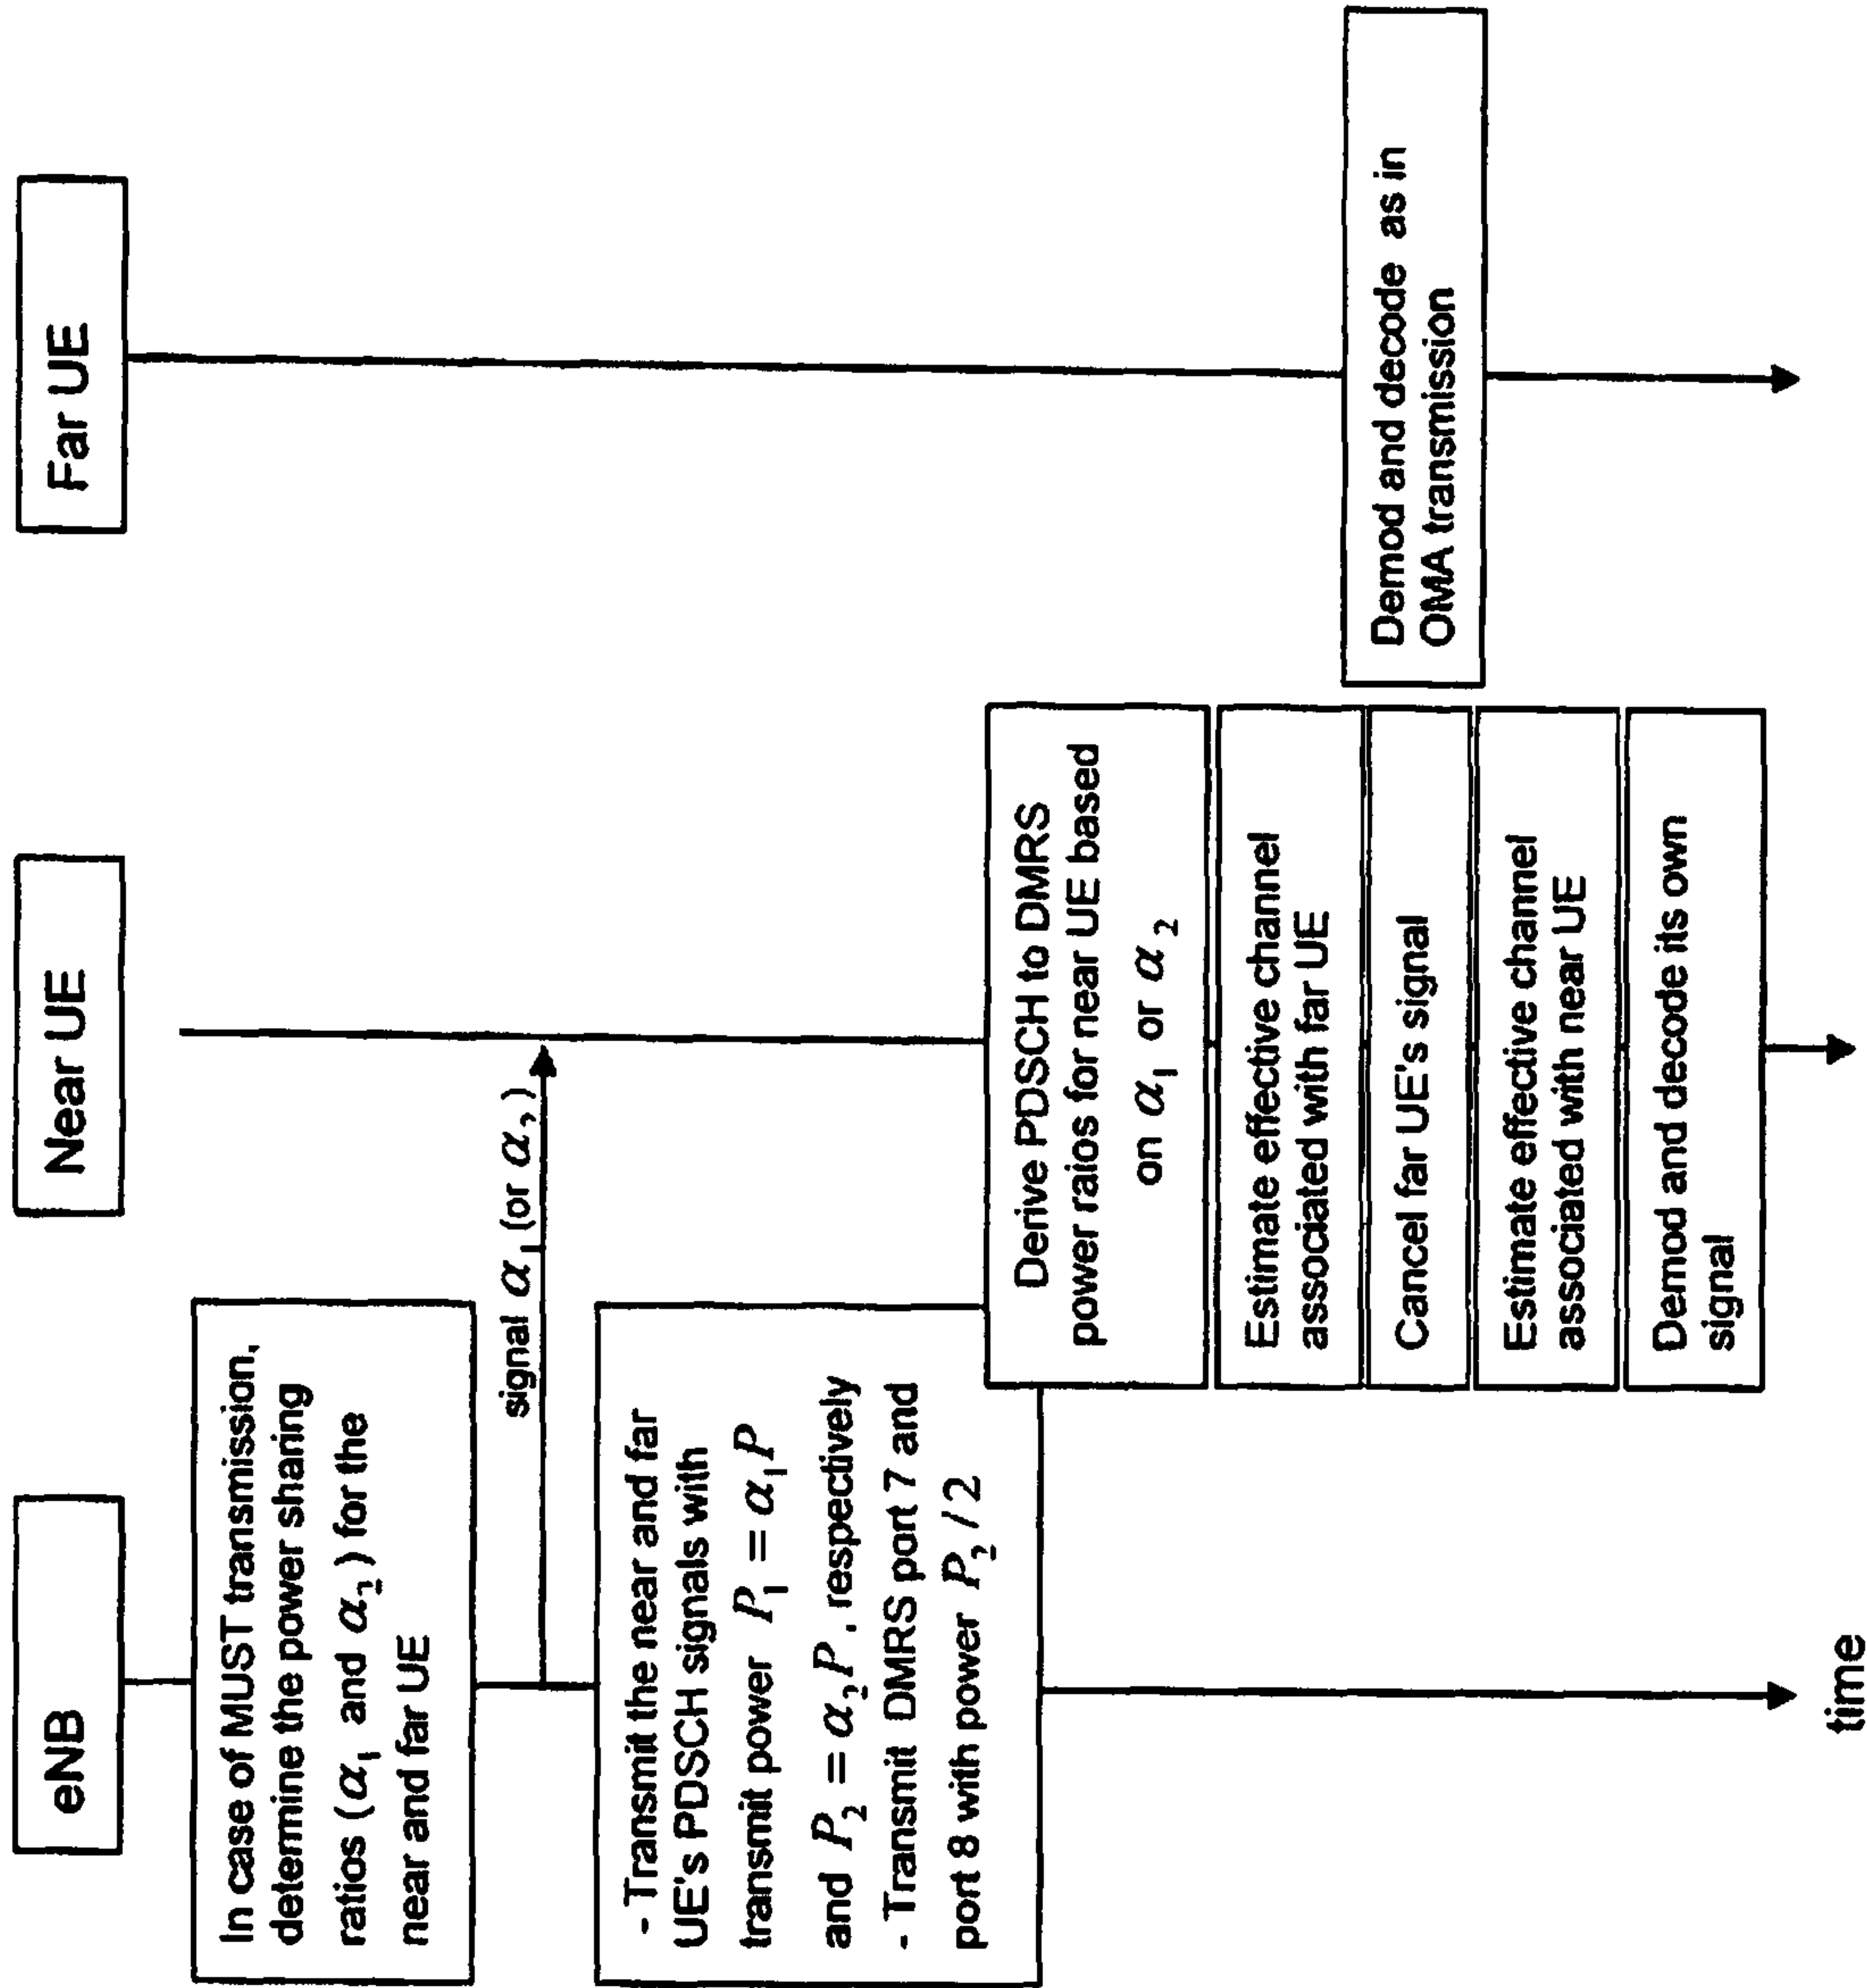 eNB
Near UE
Far UE
In case of MUST transmission,
determine the power sharing
ratios (α₁ and α₂) for the
near and far UE
signal α₁ (or α₂)
- Transmit the near and far
UE's PDSCH signals with
transmit power P₁ = α₁P
and P₂ = α₂P, respectively
- Transmit DMRS port 7 and
port 8 with power P₂/2
Derive PDSCH to DMRS
power raios for near UE based
on α₁ or α₂
Estimate effective channel
associated with far UE
Cancel far UE's signal
Estimate effective channel
associated with near UE
Demod and decode its own
signal
Demod and decode as in
OMA transmission
time